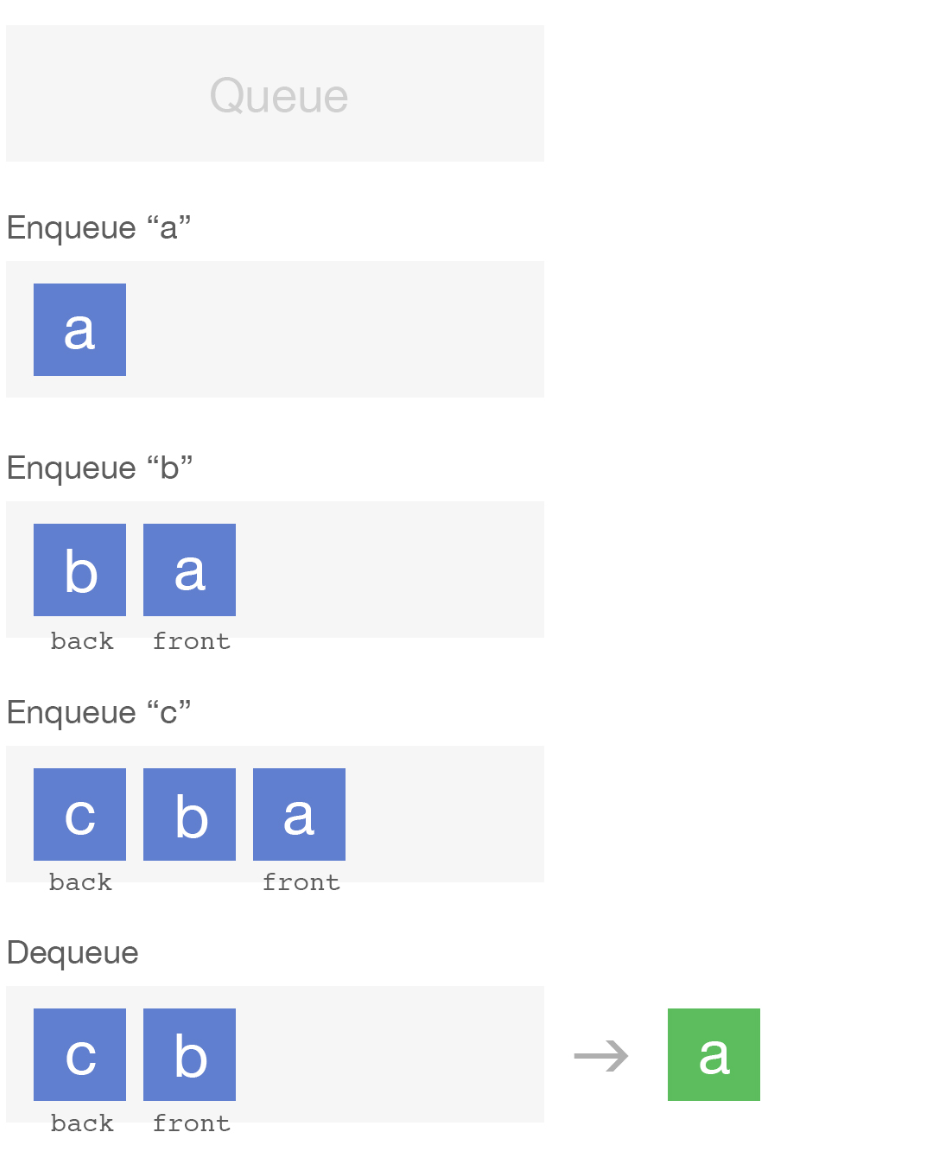 Queue
Enqueue “a”
a
Enqueue “b”
b a
back front
Enqueue “c”
c b a
back front
Dequeue
c b → a
back front